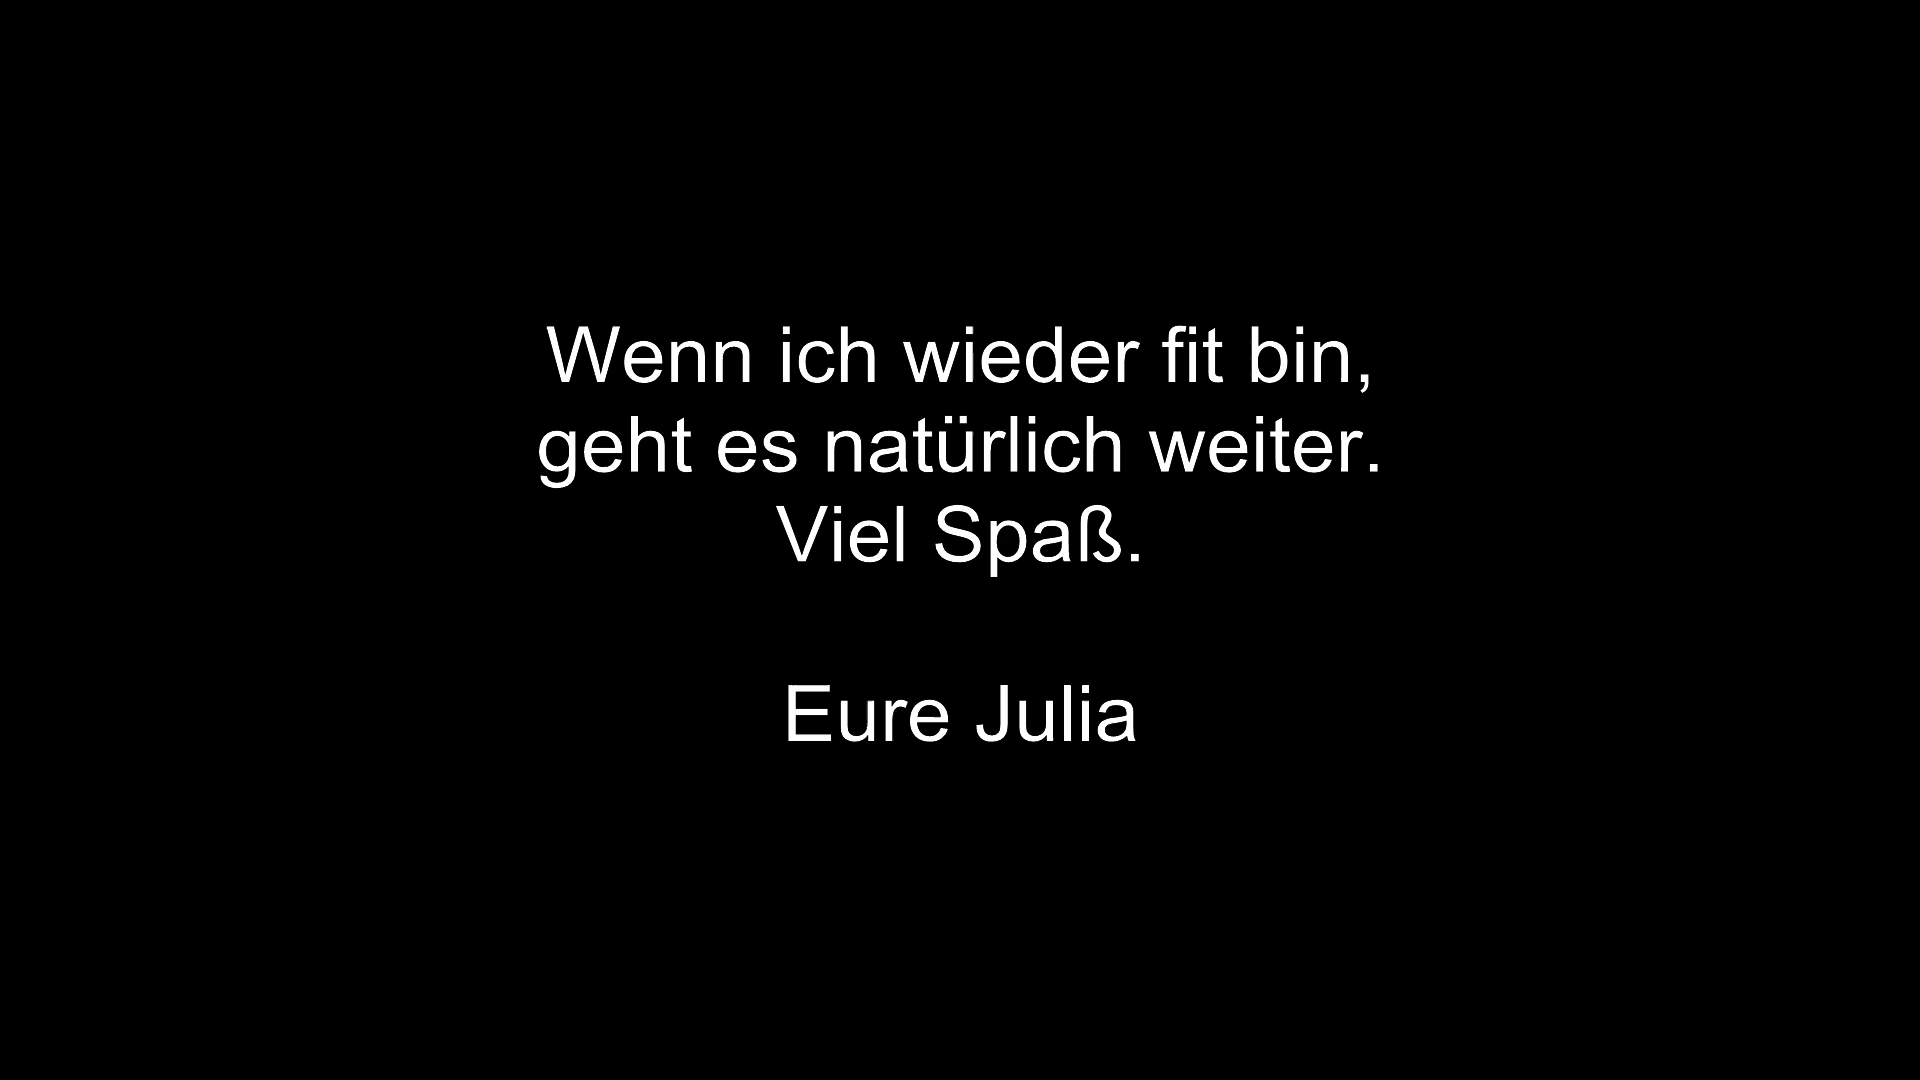 Wenn ich wieder fit bin,
geht es natürlich weiter.
Viel Spaß.
Eure Julia